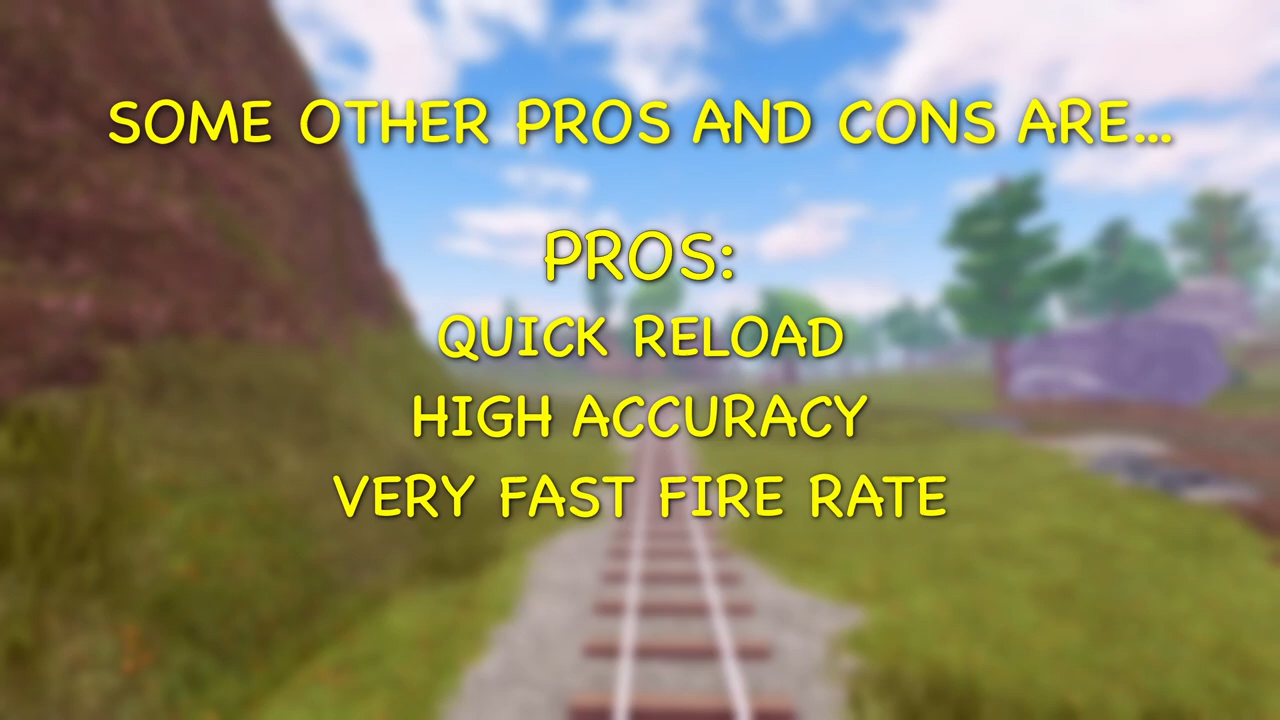 SOME OTHER PROS AND CONS ARE...
PROS:
QUICK RELOAD
HIGH ACCURACY
VERY FAST FIRE RATE